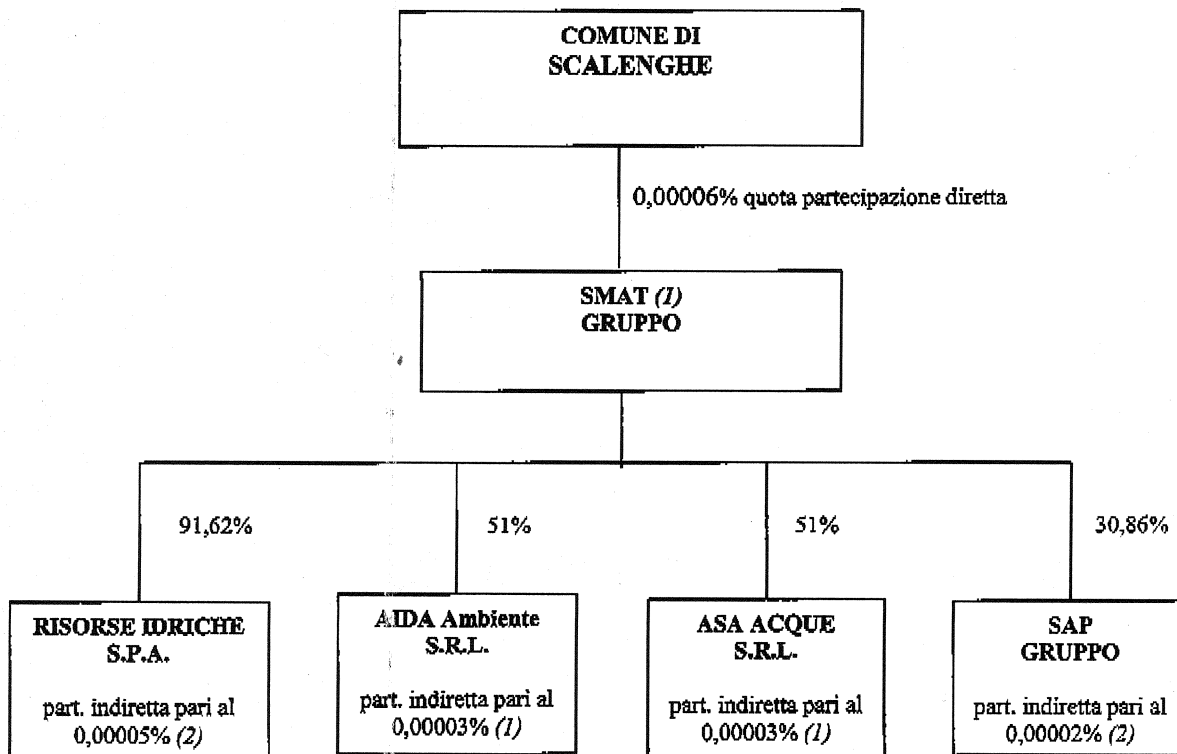 COMUNE DI
SCALENGHE
0,00006% quota partecipazione diretta
SMAT (1)
GRUPPO
91,62%
51%
51%
30,86%
RISORSE IDRICHE
S.P.A.
part. indiretta pari al
0,00005% (2)
AIDA Ambiente
S.R.L.
part. indiretta pari al
0,00003% (1)
ASA ACQUE
S.R.L.
part. indiretta pari al
0,00003% (1)
SAP
GRUPPO
part. indiretta pari al
0,00002% (2)